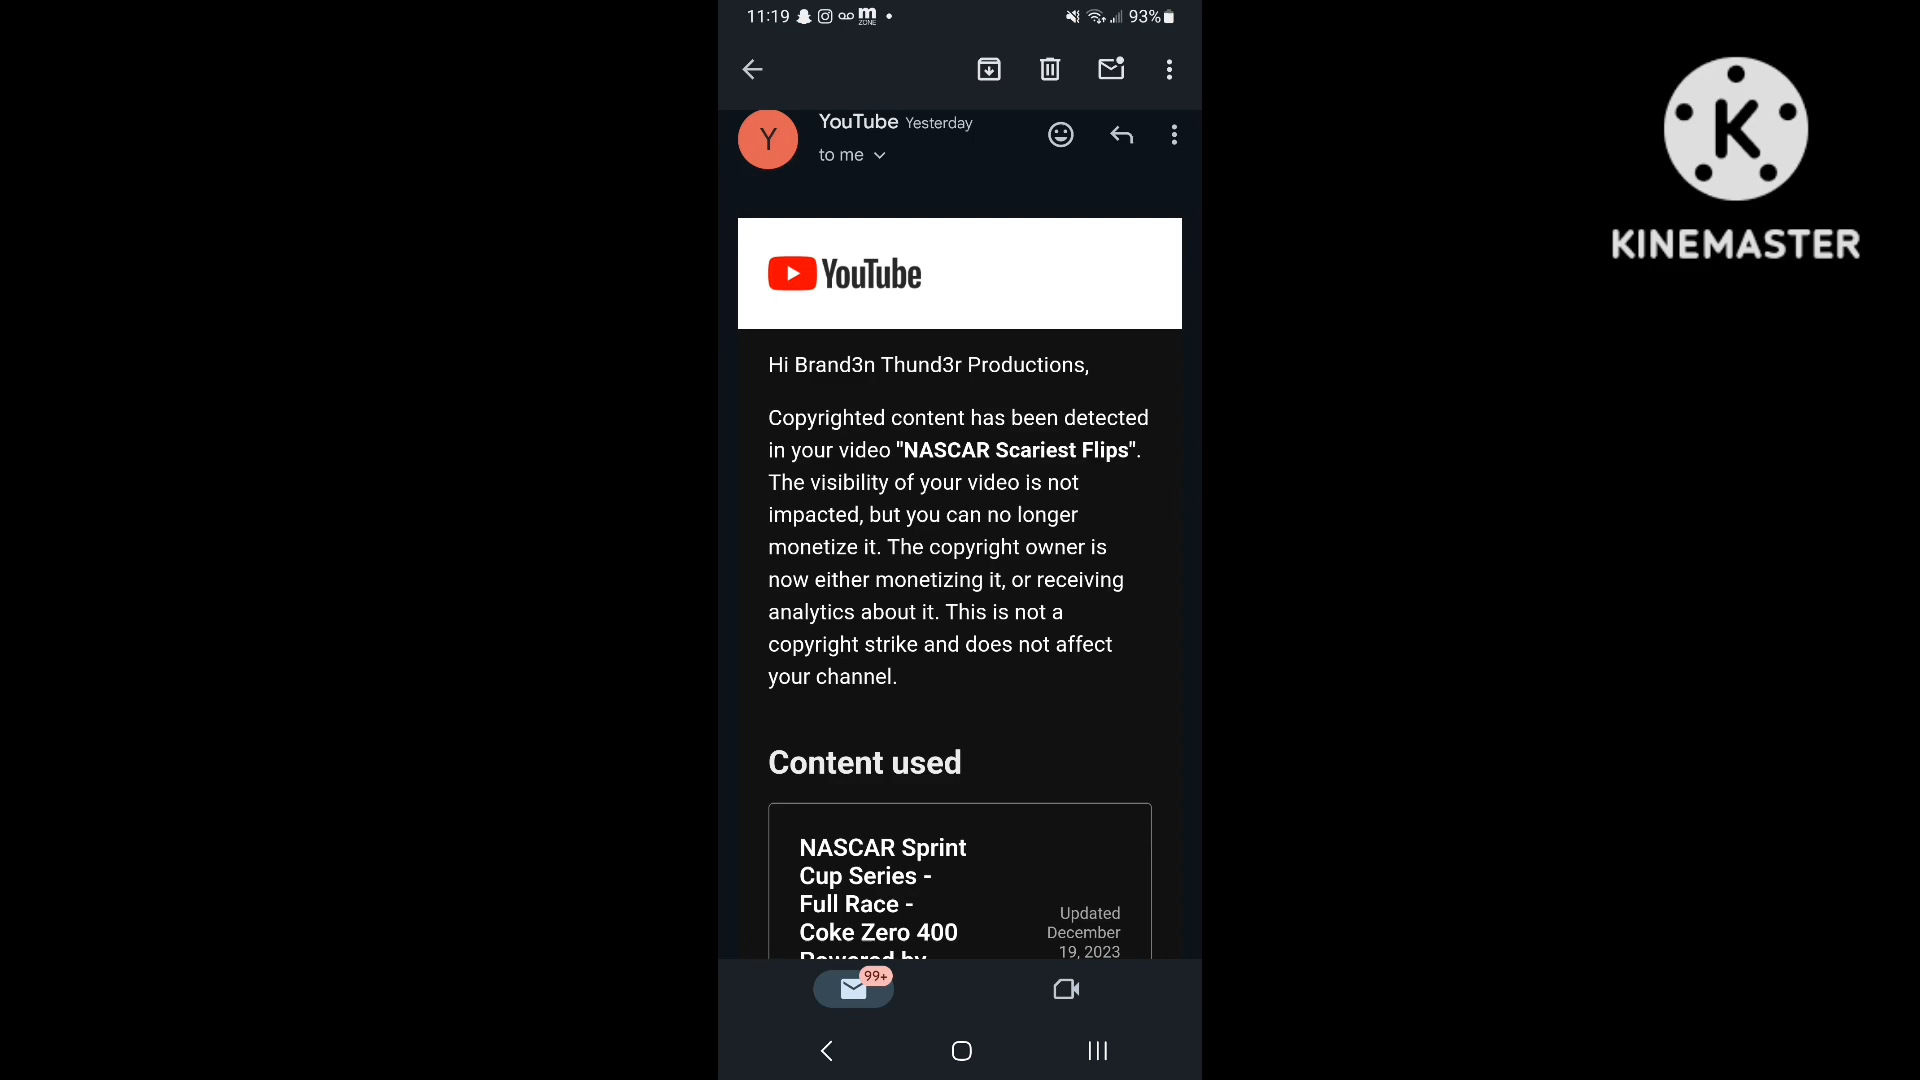 11:19
m
ZONE
93%
K
KINEMASTER
YouTube Yesterday
Y
to me
YouTube
Hi Brand3n Thund3r Productions,
Copyrighted content has been detected
in your video "NASCAR Scariest Flips".
The visibility of your video is not
impacted, but you can no longer
monetize it. The copyright owner is
now either monetizing it, or receiving
analytics about it. This is not a
copyright strike and does not affect
your channel.
Content used
NASCAR Sprint
Cup Series -
Full Race -
Coke Zero 400
Powered by
Updated
December
19, 2023
99+